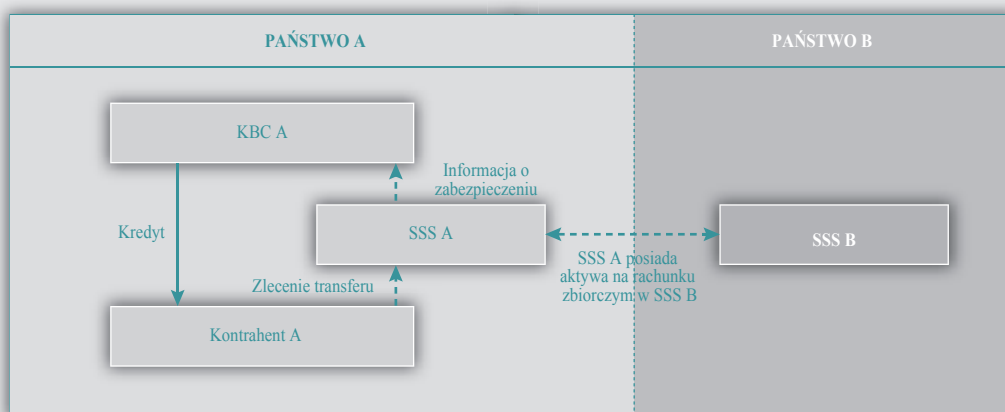 PAŃSTWO A
PAŃSTWO B
KBC A
Informacja o
zabezpieczeniu
Kredyt
SSS A
SSS B
SSS A posiada
aktywa na rachunku
zbiorczym w SSS B
Zlecenie transferu
Kontrahent A